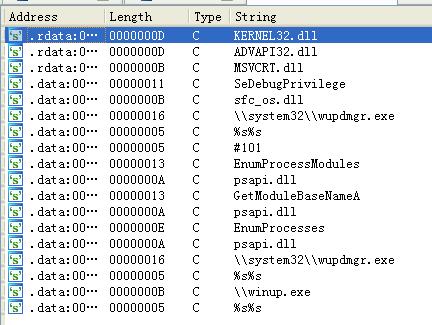 Address Length Type String
.rdata:0… 0000000D C KERNEL32.dll
.rdata:0… 0000000D C ADVAPI32.dll
.rdata:0… 0000000B C MSVCRT.dll
.data:00… 00000011 C SeDebugPrivilege
.data:00… 0000000B C sfc_os.dll
.data:00… 00000016 C \\system32\\wupdmgr.exe
.data:00… 00000005 C %s%s
.data:00… 00000005 C #101
.data:00… 00000013 C EnumProcessModules
.data:00… 0000000A C psapi.dll
.data:00… 00000013 C GetModuleBaseNameA
.data:00… 0000000A C psapi.dll
.data:00… 0000000E C EnumProcesses
.data:00… 0000000A C psapi.dll
.data:00… 00000016 C \\system32\\wupdmgr.exe
.data:00… 00000005 C %s%s
.data:00… 0000000B C \\winup.exe
.data:00… 00000005 C %s%s